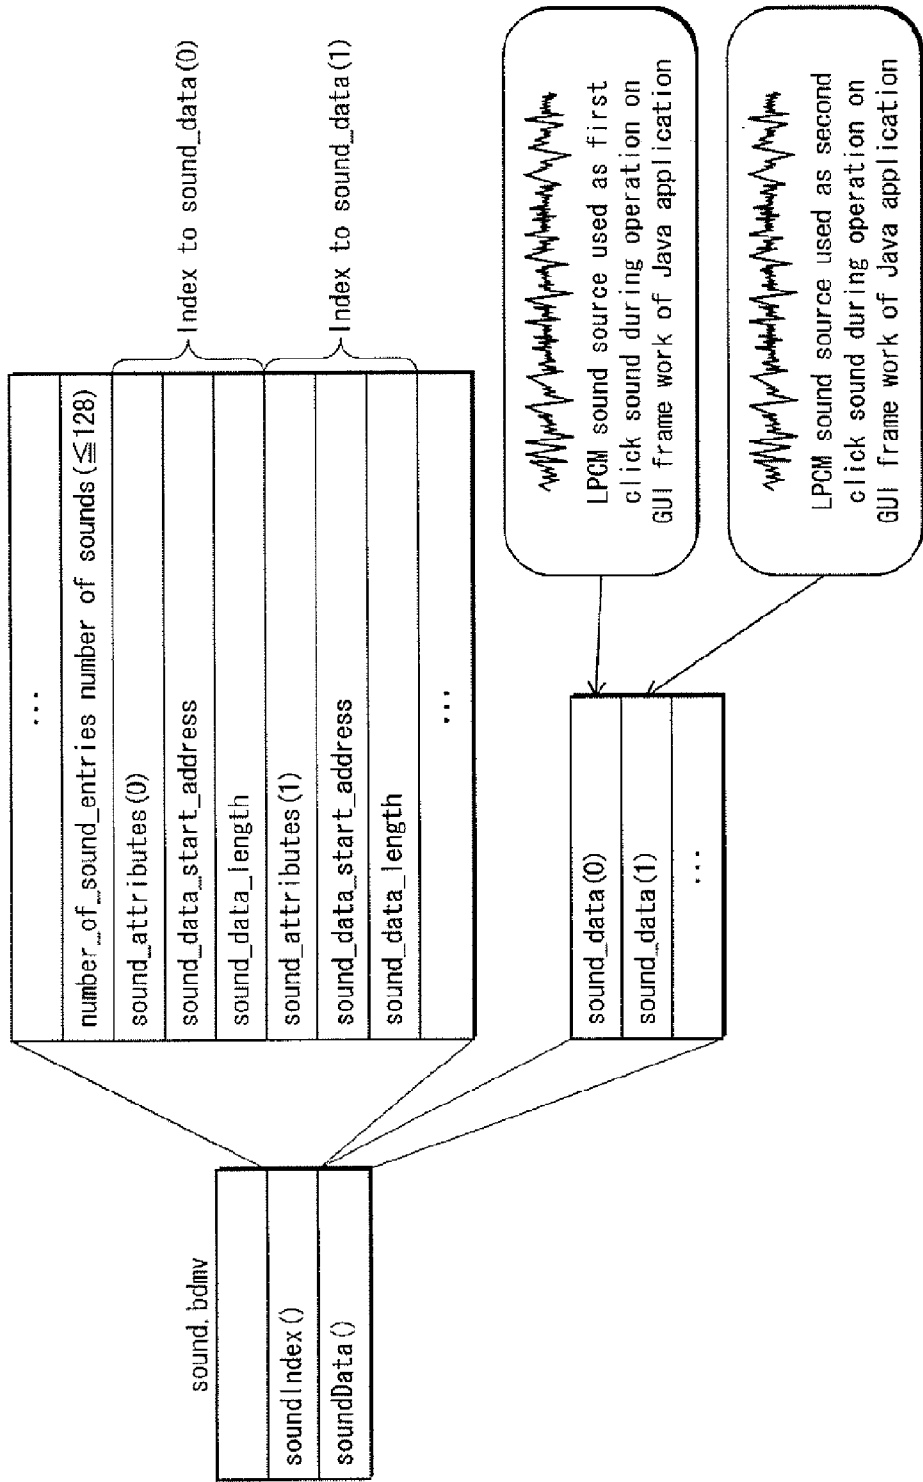 sound.bdmv
soundIndex()
soundData()
...
number_of_sound_entries number of sounds(≦128)
sound_attributes(0)
sound_data_start_address
sound_data_length
sound_attributes(1)
sound_data_start_address
sound_data_length
...
Index to sound_data(0)
Index to sound_data(1)
sound_data(0)
sound_data(1)
...
LPCM sound source used as first
click sound during operation on
GUI frame work of Java application
LPCM sound source used as second
click sound during operation on
GUI frame work of Java application